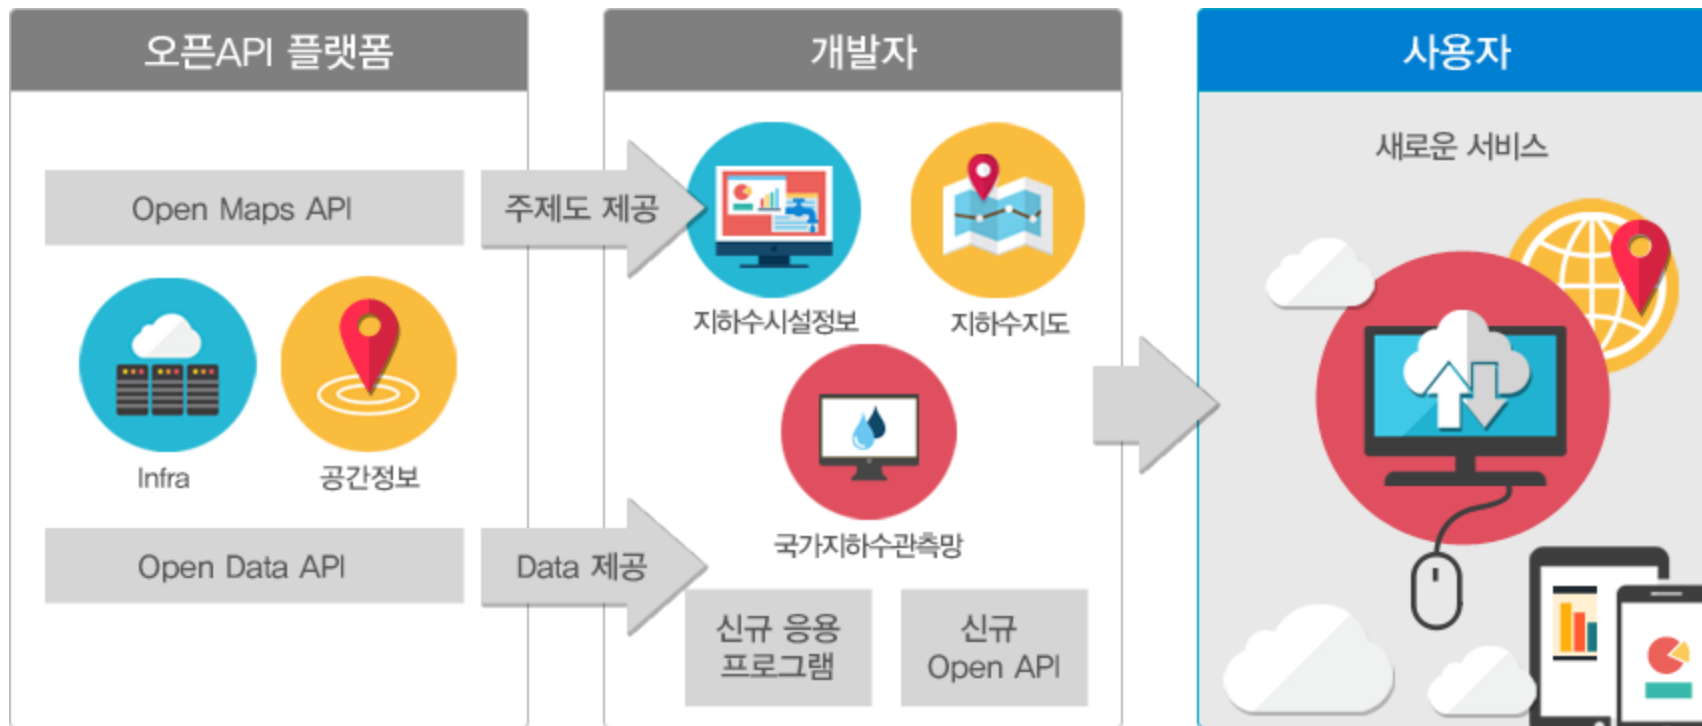 오픈API 플랫폼
Open Maps API
Infra
공간정보
Open Data API
주제도 제공
Data 제공
개발자
지하수시설정보
지하수지도
국가지하수관측망
신규 응용
프로그램
신규
Open API
사용자
새로운 서비스